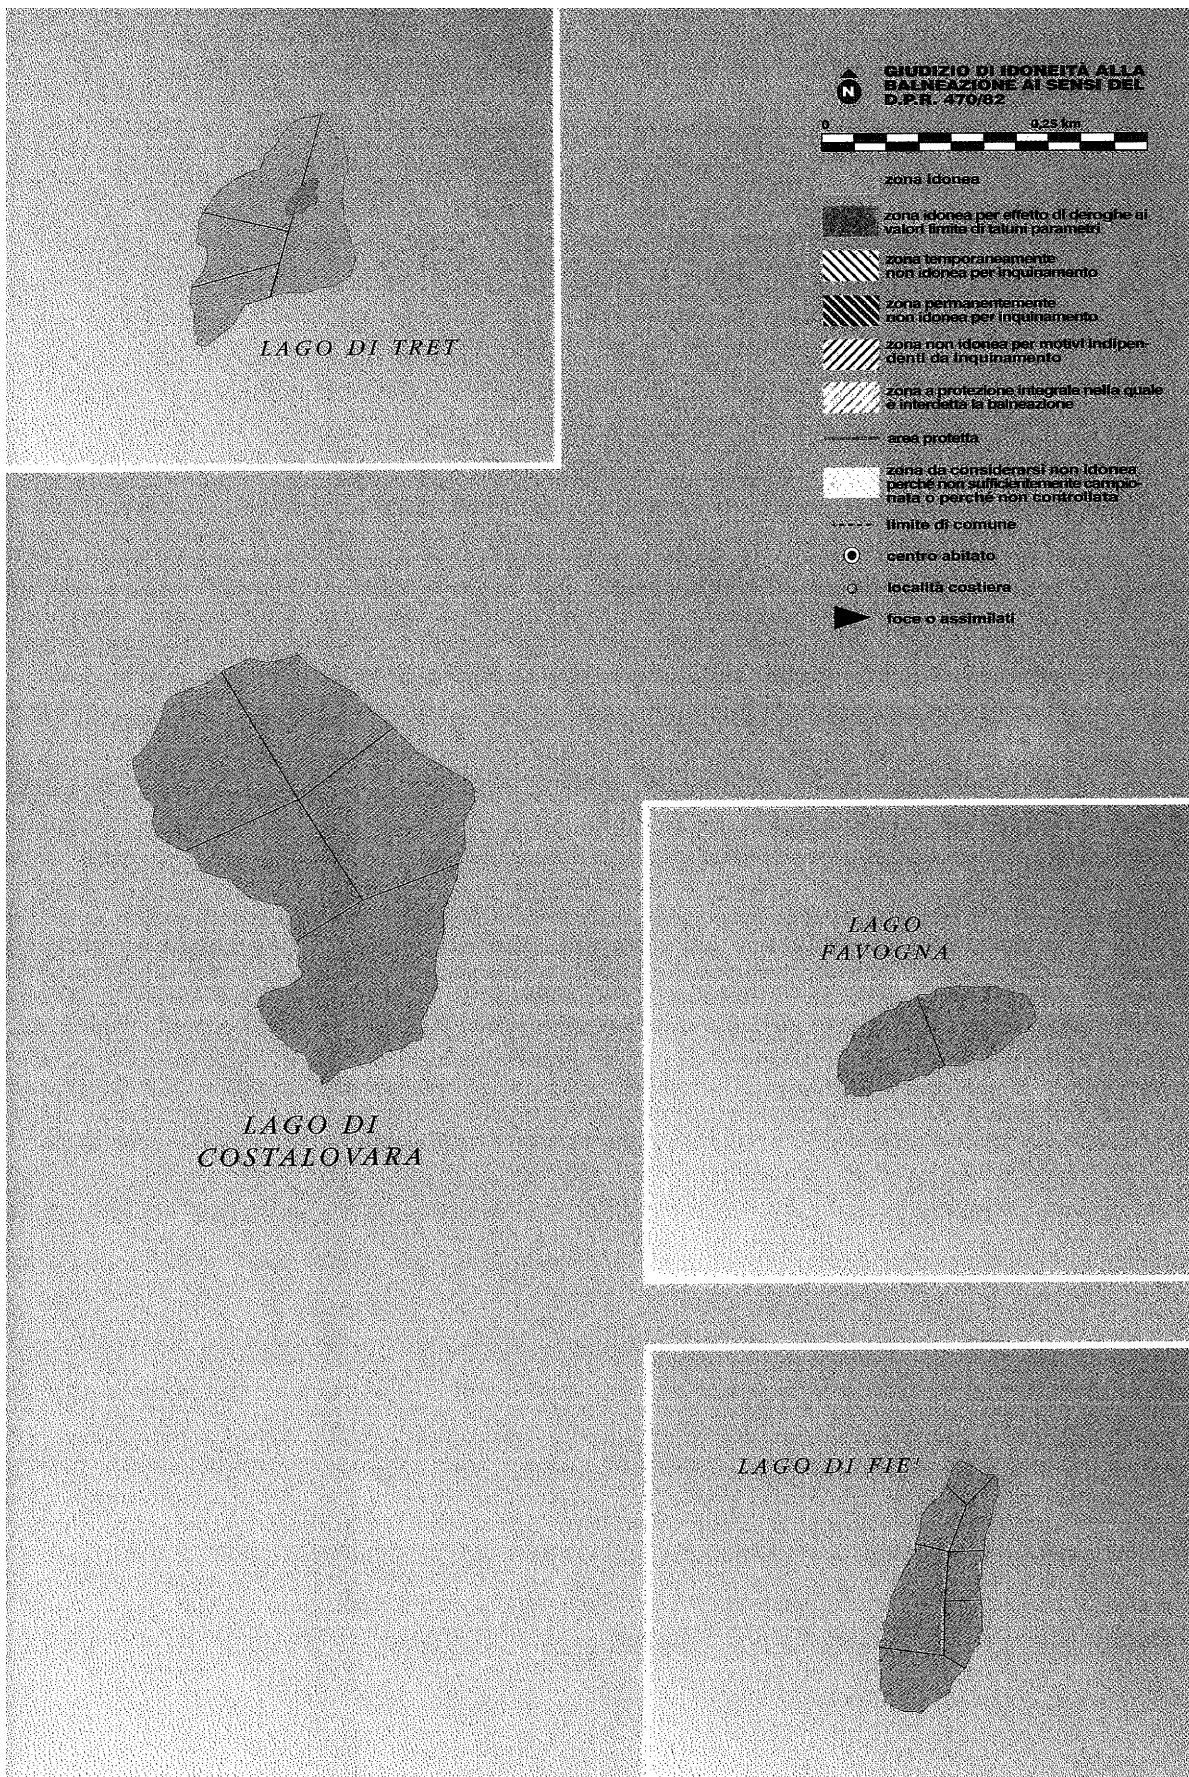 GIUDIZIO DI IDONEITÀ ALLA
BALNEAZIONE AI SENSI DEL
D.P.R. 470/82
N
0 0,25 km
zona idonea
zona idonea per effetto di deroghe ai
valori limite di taluni parametri
zona temporaneamente
non idonea per inquinamento
zona permanentemente
non idonea per inquinamento
zona non idonea per motivi indipen-
denti da inquinamento
zona a protezione integrale nella quale
è interdetta la balneazione
area protetta
zona da considerarsi non idonea
perché non sufficientemente campio-
nata o perché non controllata
limite di comune
centro abitato
località costiera
foce o assimilati
LAGO DI TRET
LAGO DI
COSTALOVARA
LAGO
FAVOGNA
LAGO DI FIE'